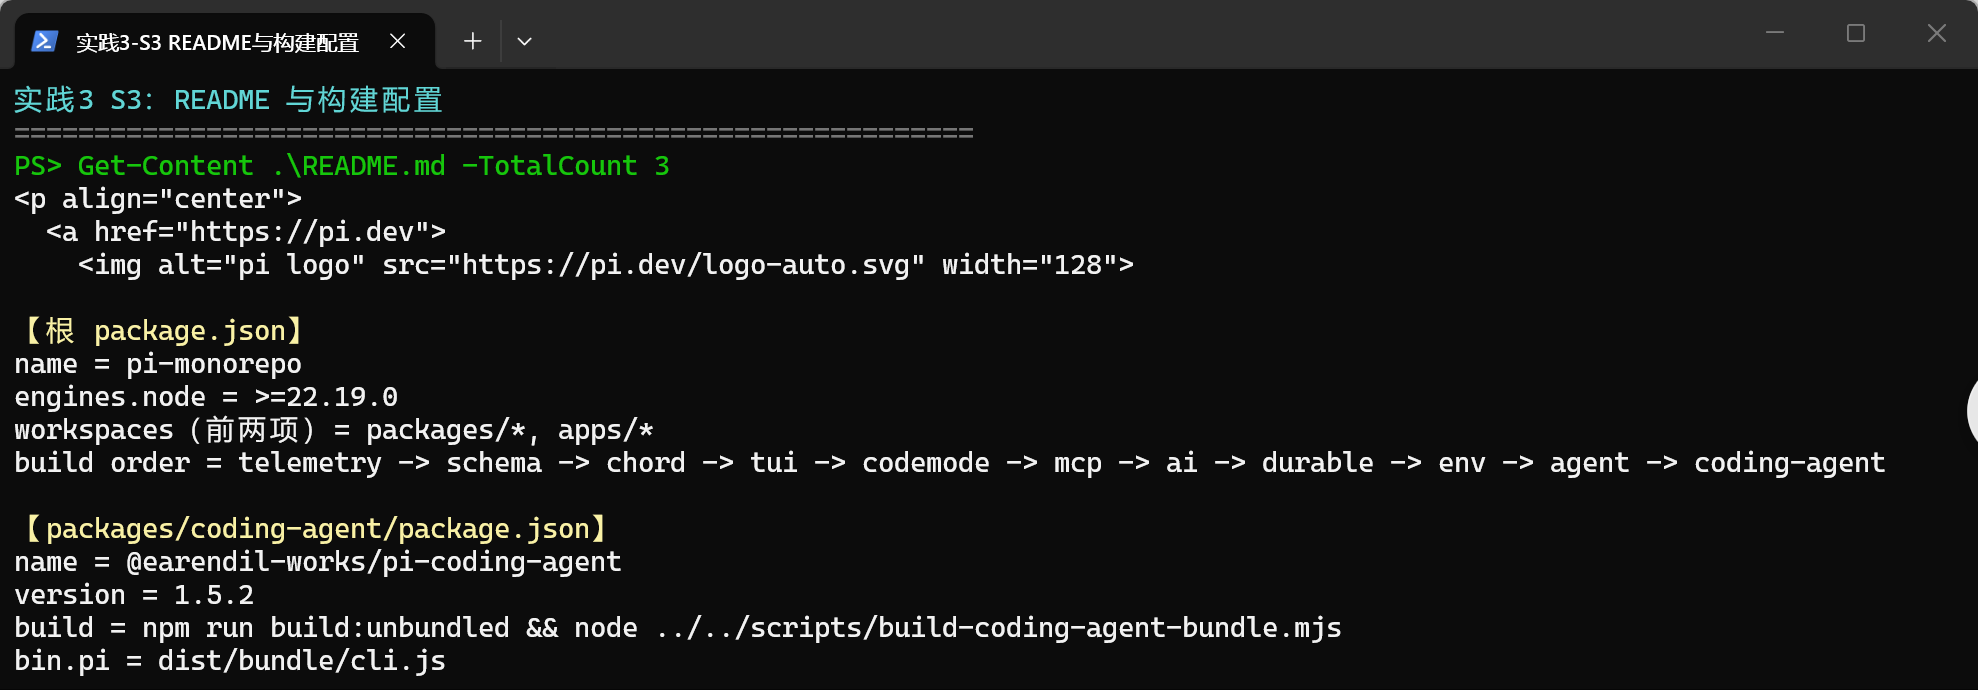 实践3-S3 README与构建配置
实践3 S3: README 与构建配置
============================================================
PS> Get-Content .\README.md -TotalCount 3
<p align="center">
  <a href="https://pi.dev">
    <img alt="pi logo" src="https://pi.dev/logo-auto.svg" width="128">
【根 package.json】
name = pi-monorepo
engines.node = >=22.19.0
workspaces（前两项）= packages/*, apps/*
build order = telemetry -> schema -> chord -> tui -> codemode -> mcp -> ai -> durable -> env -> agent -> coding-agent
【packages/coding-agent/package.json】
name = @earendil-works/pi-coding-agent
version = 1.5.2
build = npm run build:unbundled && node ../../scripts/build-coding-agent-bundle.mjs
bin.pi = dist/bundle/cli.js